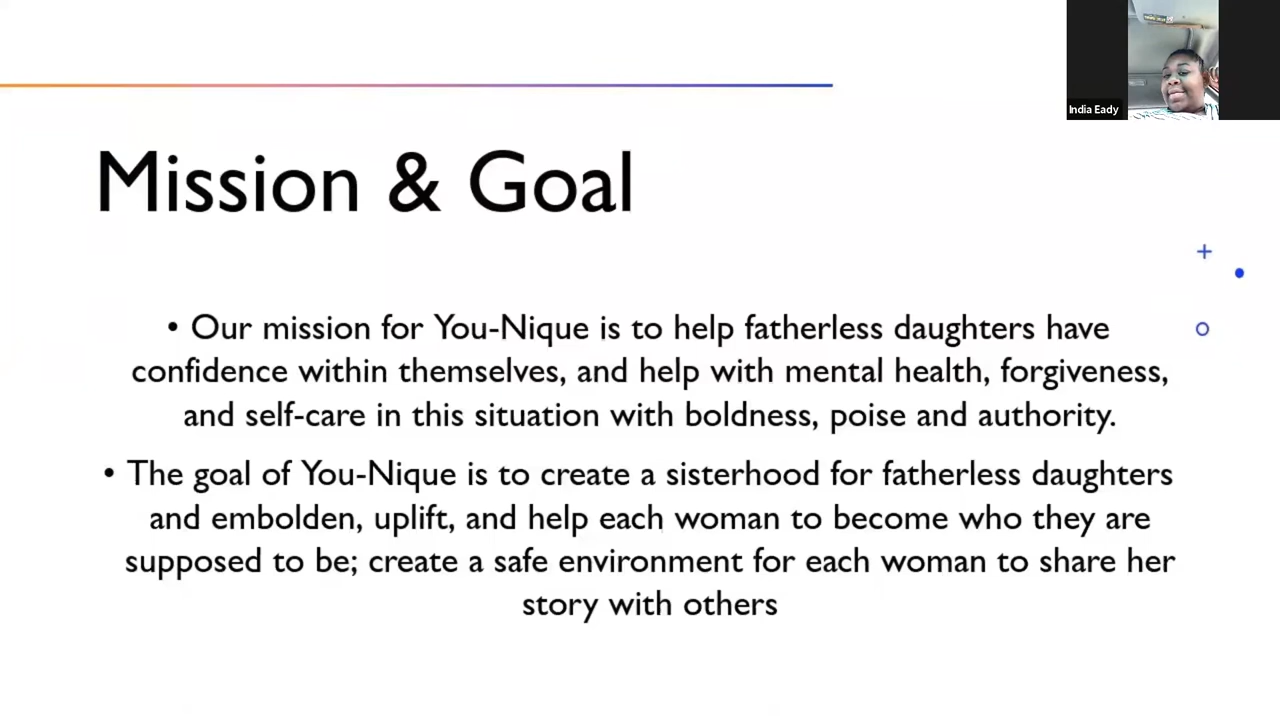 India Eady
Mission & Goal
• Our mission for You-Nique is to help fatherless daughters have
confidence within themselves, and help with mental health, forgiveness,
and self-care in this situation with boldness, poise and authority.
• The goal of You-Nique is to create a sisterhood for fatherless daughters
and embolden, uplift, and help each woman to become who they are
supposed to be; create a safe environment for each woman to share her
story with others